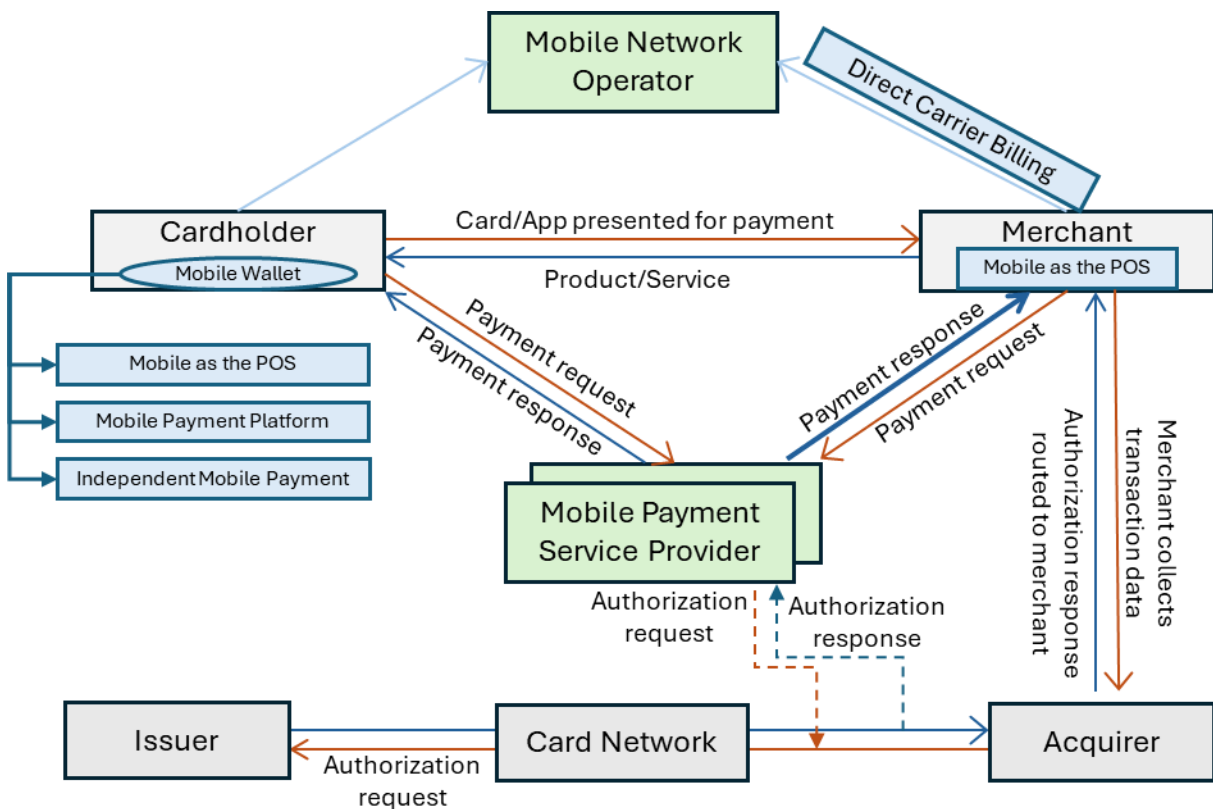 Mobile Network
Operator
Direct Carrier Billing
Cardholder
Mobile Wallet
Card/App presented for payment
Product/Service
Merchant
Mobile as the POS
Mobile as the POS
Mobile Payment Platform
Independent Mobile Payment
Payment request
Payment response
Payment response
Payment request
Authorization response
routed to merchant
Merchant collects
transaction data
Mobile Payment
Service Provider
Authorization
request
Authorization
response
Issuer
Card Network
Acquirer
Authorization
request